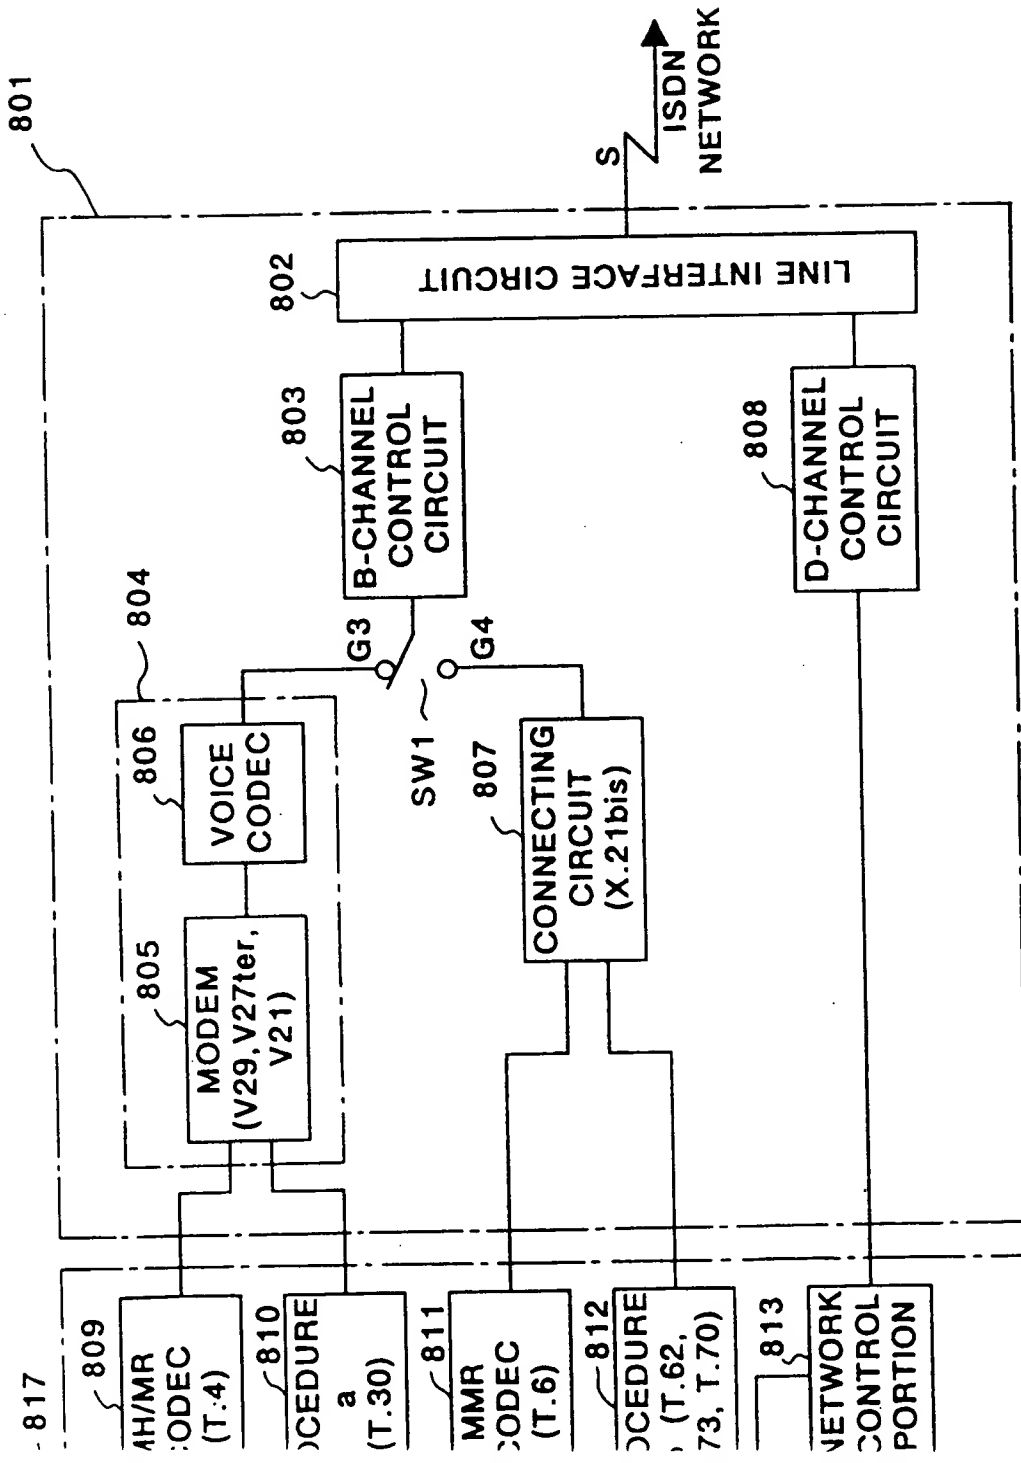 801
S
ISDN
NETWORK
802
LINE INTERFACE CIRCUIT
803
B-CHANNEL
CONTROL
CIRCUIT
808
D-CHANNEL
CONTROL
CIRCUIT
804
G3
G4
SW1
806
VOICE
CODEC
807
CONNECTING
CIRCUIT
(X.21bis)
805
MODEM
(V29,V27ter,
V21)
817
809
MH/MR
CODEC
(T.4)
810
OCEDURE
a
(T.30)
811
MMR
CODEC
(T.6)
812
OCEDURE
(T.62,
73, T.70)
813
NETWORK
CONTROL
PORTION